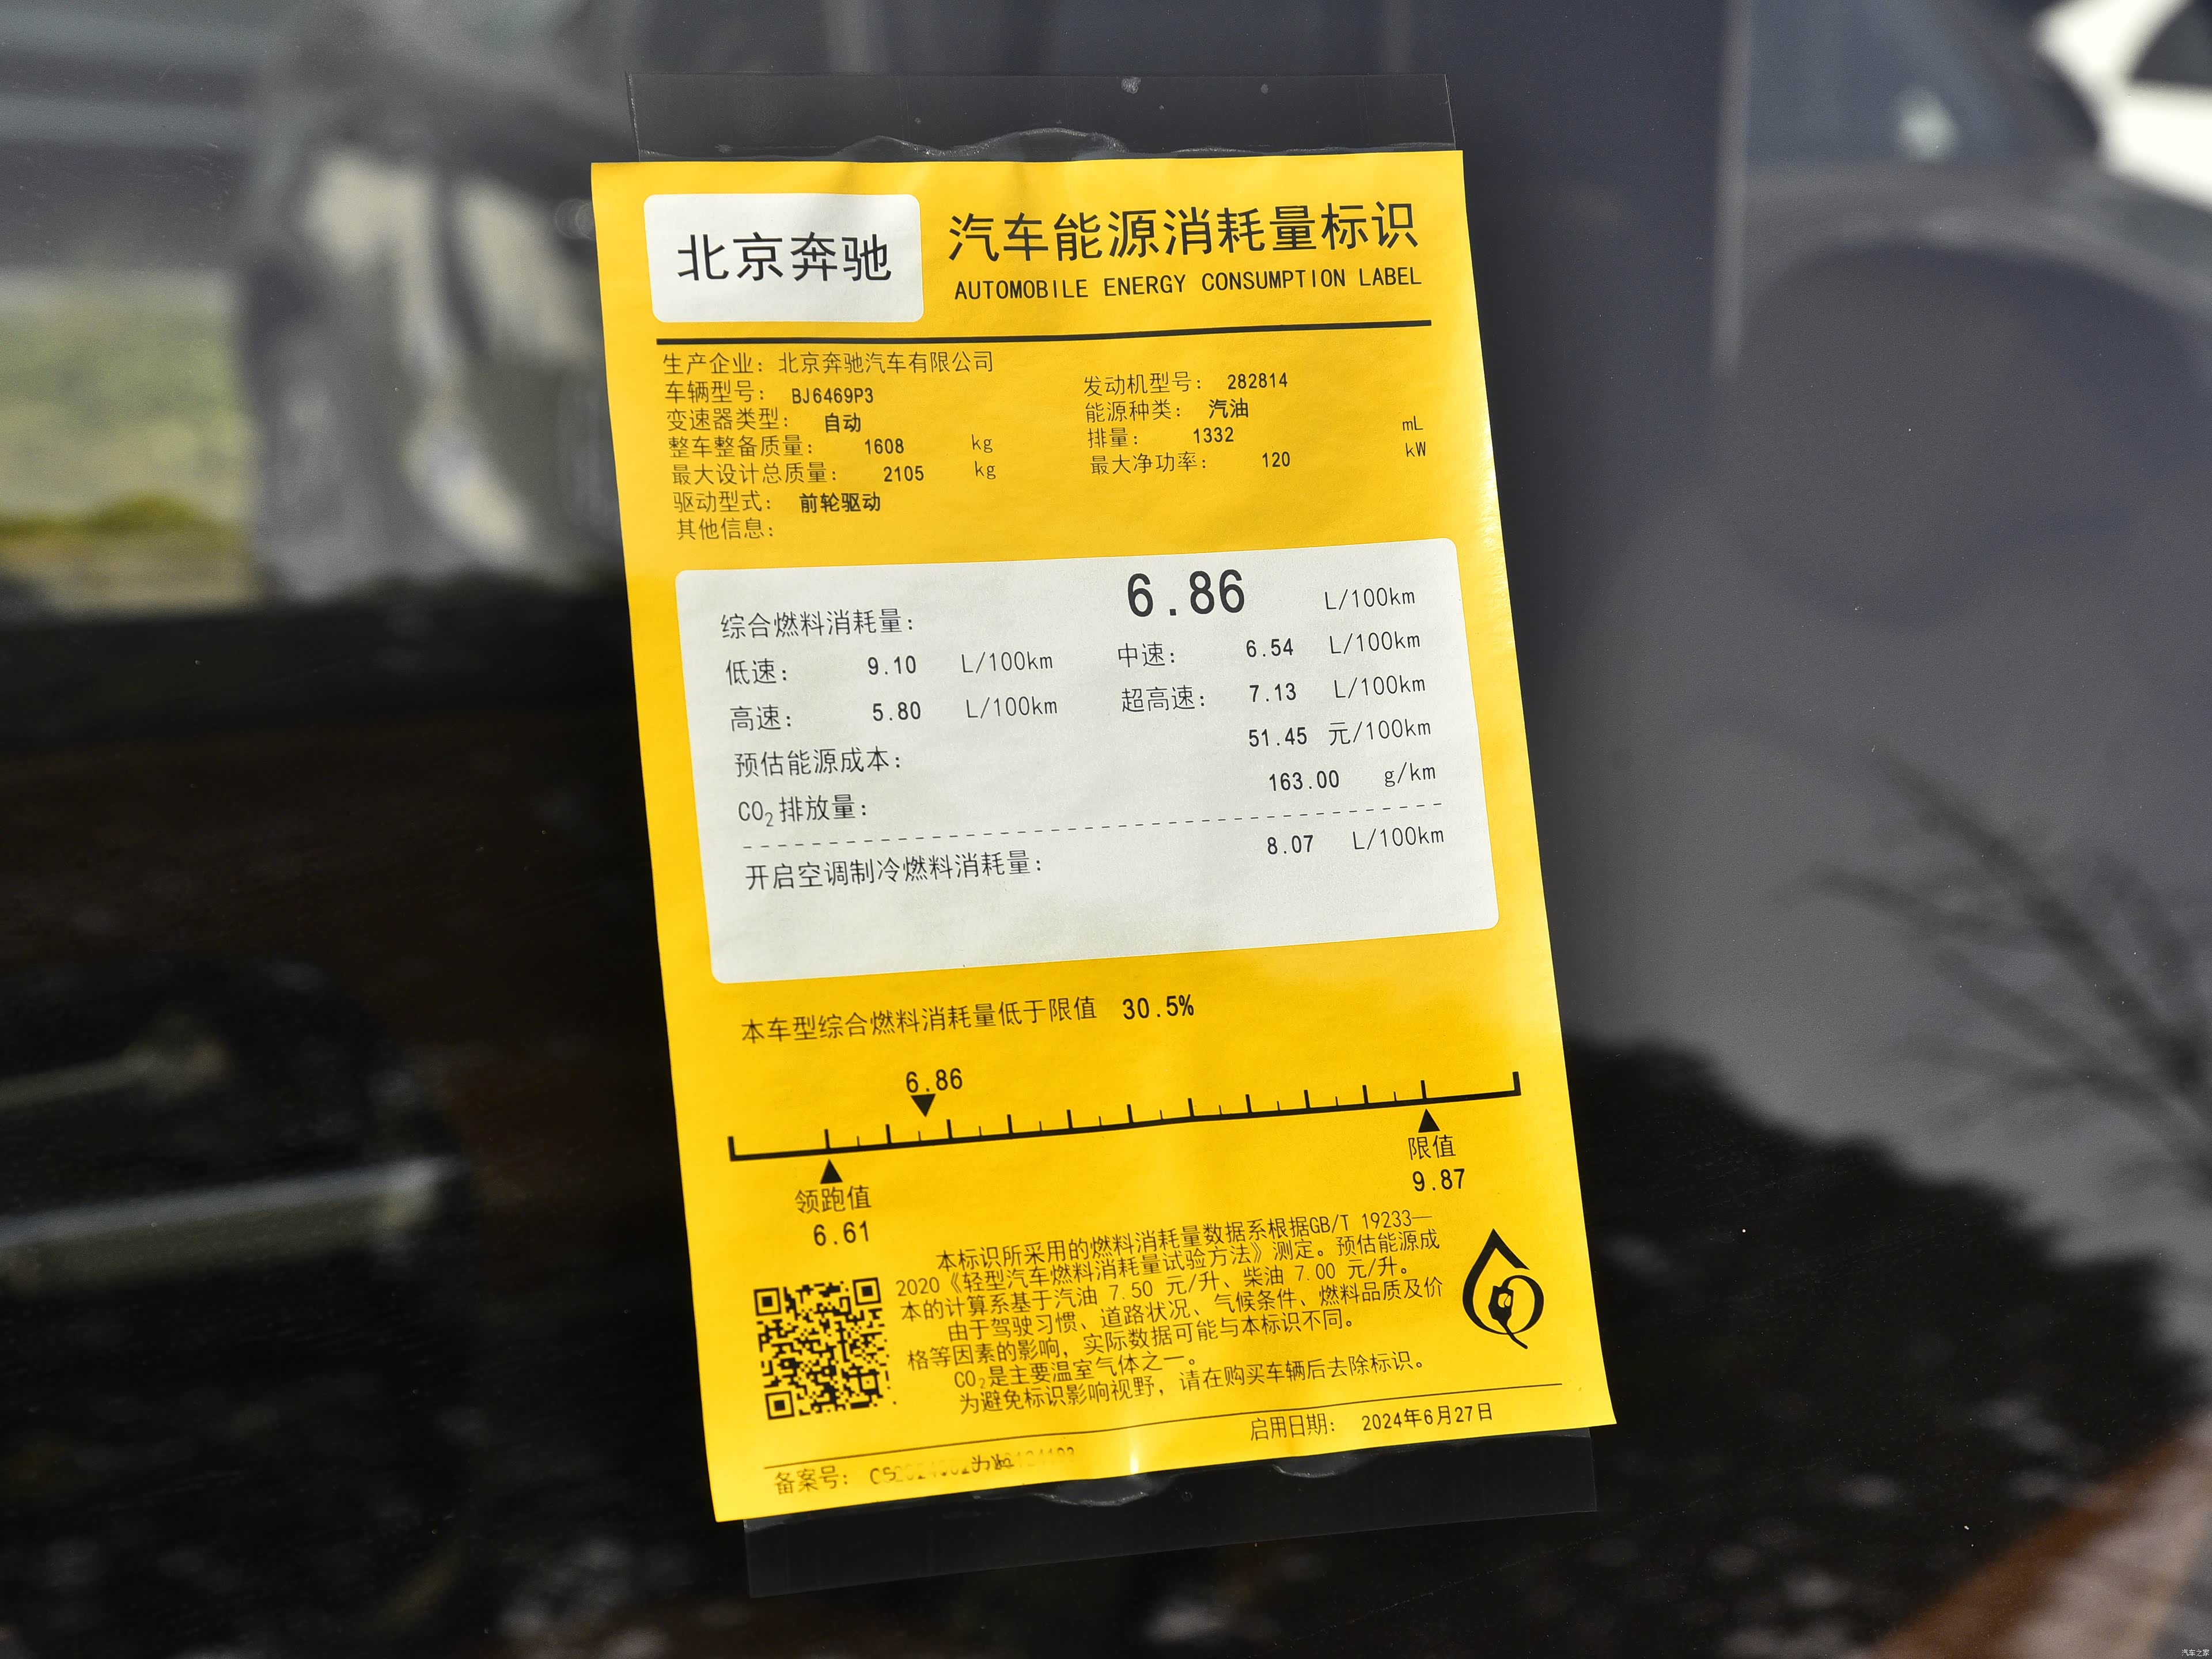 北京奔驰
汽车能源消耗量标识
AUTOMOBILE ENERGY CONSUMPTION LABEL
生产企业: 北京奔驰汽车有限公司
车辆型号: BJ6469P3 发动机型号: 282814
变速器类型: 自动 能源种类: 汽油
整车整备质量: 1608 kg 排量: 1332 mL
最大设计总质量: 2105 kg 最大净功率: 120 kW
驱动型式: 前轮驱动
其他信息:
综合燃料消耗量: 6.86 L/100km
低速: 9.10 L/100km 中速: 6.54 L/100km
高速: 5.80 L/100km 超高速: 7.13 L/100km
预估能源成本: 51.45 元/100km
CO₂排放量: 163.00 g/km
开启空调制冷燃料消耗量: 8.07 L/100km
本车型综合燃料消耗量低于限值 30.5%
6.86
领跑值
6.61
限值
9.87
本标识所采用的燃料消耗量数据系根据GB/T 19233—
2020《轻型汽车燃料消耗量试验方法》测定。预估能源成
本的计算系基于汽油 7.50 元/升、柴油 7.00 元/升。
由于驾驶习惯、道路状况、气候条件、燃料品质及价
格等因素的影响, 实际数据可能与本标识不同。
CO₂是主要温室气体之一。
为避免标识影响视野, 请在购买车辆后去除标识。
备案号: 启用日期: 2024年6月27日
汽车之家